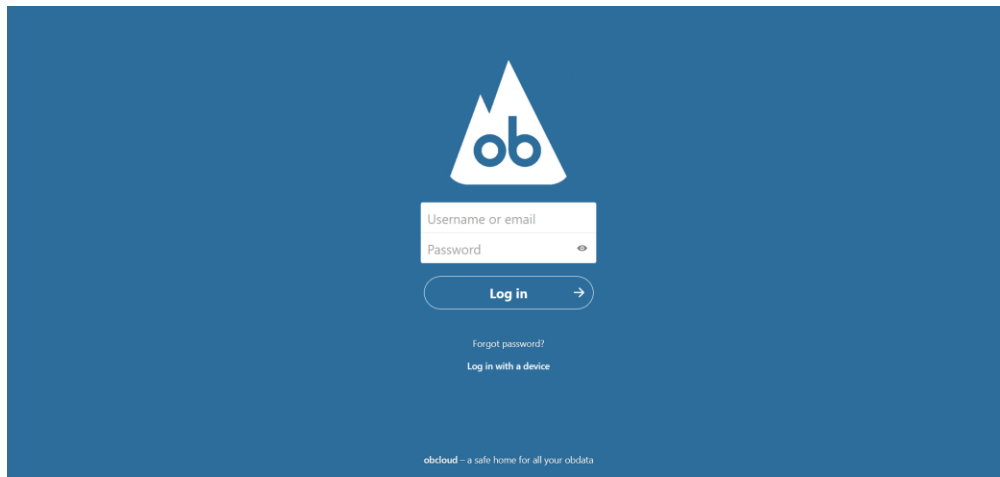 ob
Username or email
Password
Log in
Forgot password?
Log in with a device
obcloud – a safe home for all your obdata